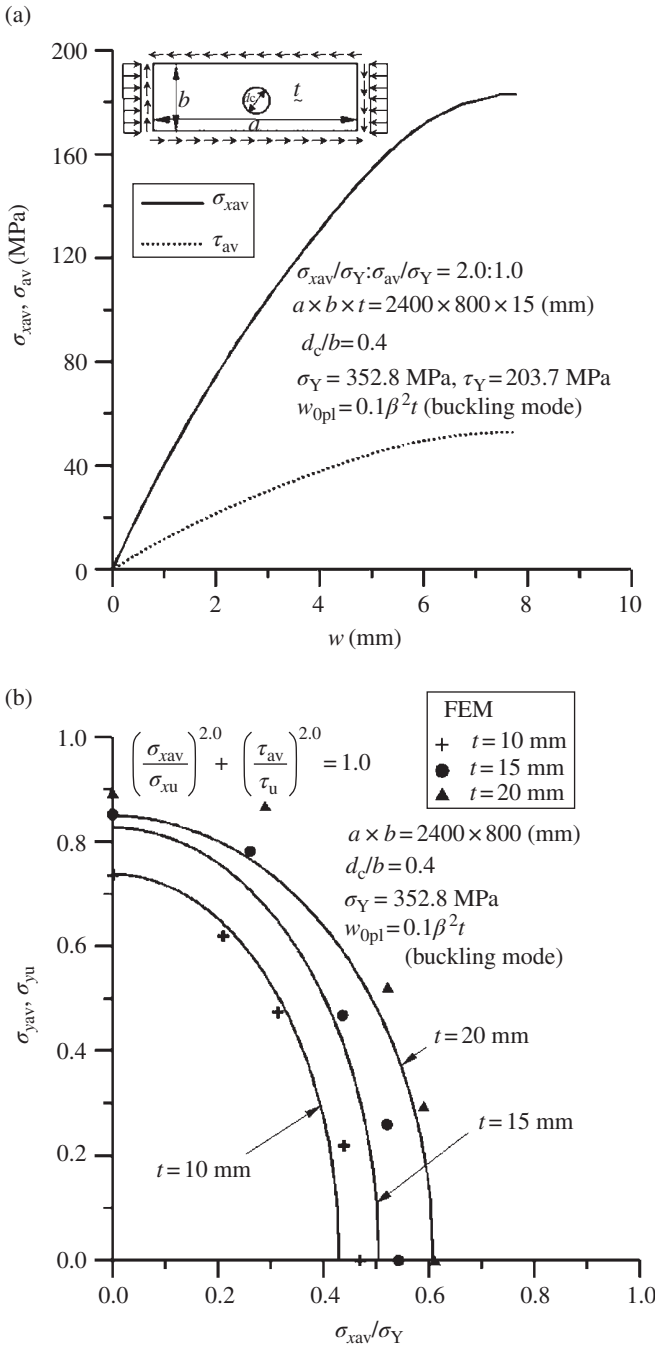 (a)
200
160
120
80
40
0
σxav, σav (MPa)
b
dc
t
a
σxav
τav
σxav/σY:σav/σY = 2.0:1.0
a × b × t = 2400 × 800 × 15 (mm)
dc/b = 0.4
σY = 352.8 MPa, τY = 203.7 MPa
w0pl = 0.1β²t (buckling mode)
0 2 4 6 8 10
w (mm)
(b)
1.0
0.8
0.6
0.4
0.2
0.0
σyav, σyu
(σxav/σxu)^2.0 + (τav/τu)^2.0 = 1.0
FEM
+ t = 10 mm
● t = 15 mm
▲ t = 20 mm
a × b = 2400 × 800 (mm)
dc/b = 0.4
σY = 352.8 MPa
w0pl = 0.1β²t
(buckling mode)
t = 20 mm
t = 15 mm
t = 10 mm
0.0 0.2 0.4 0.6 0.8 1.0
σxav/σY